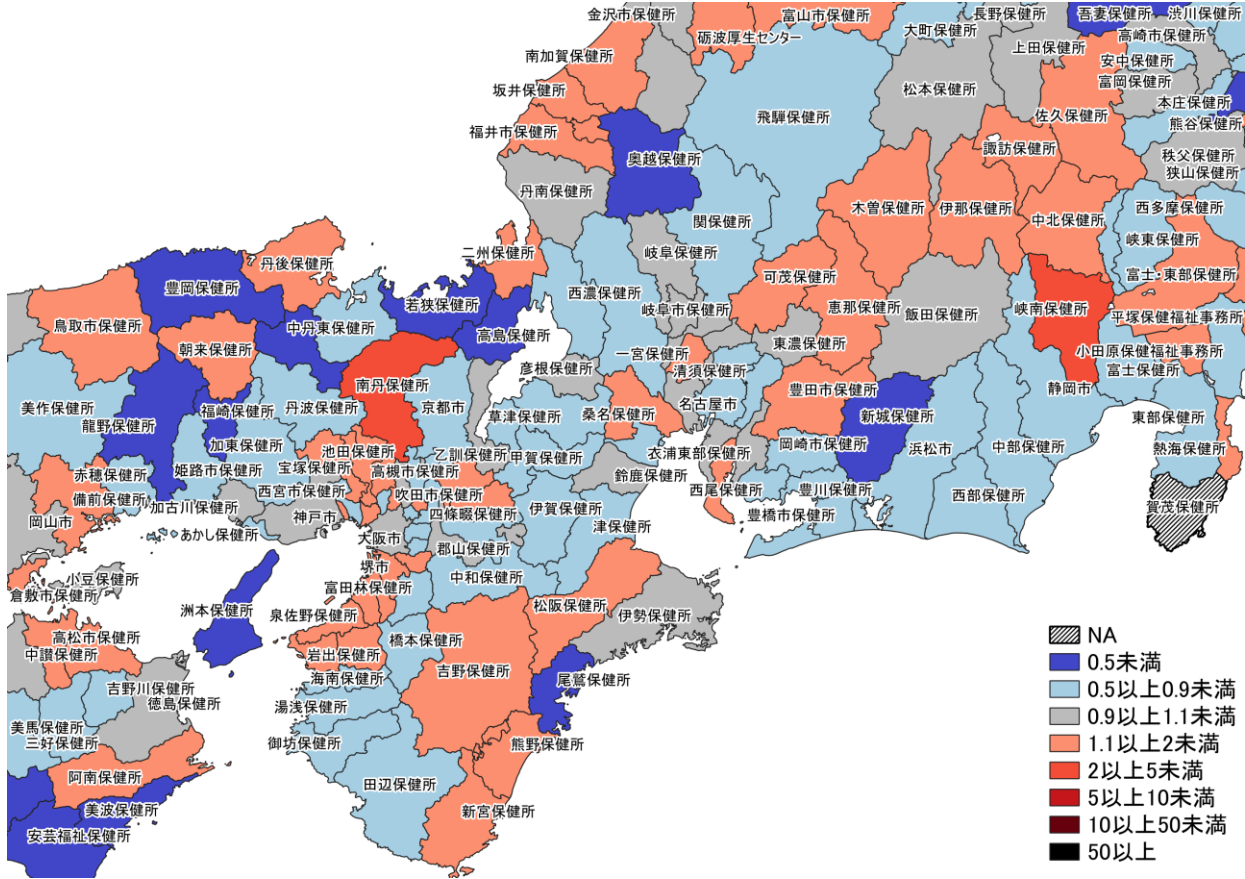 金沢市保健所
砺波厚生センター
富山市保健所
大町保健所
長野保健所
吾妻保健所
渋川保健所
南加賀保健所
上田保健所
高崎市保健所
安中保健所
坂井保健所
松本保健所
富岡保健所
本庄保健所
福井市保健所
飛騨保健所
佐久保健所
熊谷保健所
奥越保健所
諏訪保健所
秩父保健所
狭山保健所
丹南保健所
関保健所
木曽保健所
伊那保健所
中北保健所
西多摩保健所
峡東保健所
二州保健所
岐阜保健所
可茂保健所
富士・東部保健所
丹後保健所
豊岡保健所
若狭保健所
西濃保健所
岐阜市保健所
恵那保健所
飯田保健所
峡南保健所
平塚保健福祉事務所
鳥取市保健所
中丹東保健所
高島保健所
東濃保健所
朝来保健所
彦根保健所
一宮保健所
清須保健所
小田原保健福祉事務所
富士保健所
南丹保健所
豊田市保健所
静岡市
美作保健所
福崎保健所
丹波保健所
京都市
草津保健所
桑名保健所
名古屋市
新城保健所
東部保健所
龍野保健所
加東保健所
池田保健所
乙訓保健所
甲賀保健所
衣浦東部保健所
岡崎市保健所
浜松市
中部保健所
熱海保健所
赤穂保健所
姫路市保健所
宝塚保健所
高槻市保健所
鈴鹿保健所
備前保健所
西宮市保健所
吹田市保健所
西尾保健所
豊川保健所
西部保健所
賀茂保健所
岡山市
加古川保健所
神戸市
四條畷保健所
伊賀保健所
豊橋市保健所
あかし保健所
大阪市
郡山保健所
津保健所
小豆保健所
堺市
中和保健所
倉敷市保健所
洲本保健所
富田林保健所
松阪保健所
泉佐野保健所
伊勢保健所
高松市保健所
橋本保健所
中讃保健所
岩出保健所
吉野保健所
海南保健所
尾鷲保健所
吉野川保健所
徳島保健所
湯浅保健所
美馬保健所
三好保健所
御坊保健所
熊野保健所
阿南保健所
田辺保健所
美波保健所
新宮保健所
安芸福祉保健所
NA
0.5未満
0.5以上0.9未満
0.9以上1.1未満
1.1以上2未満
2以上5未満
5以上10未満
10以上50未満
50以上